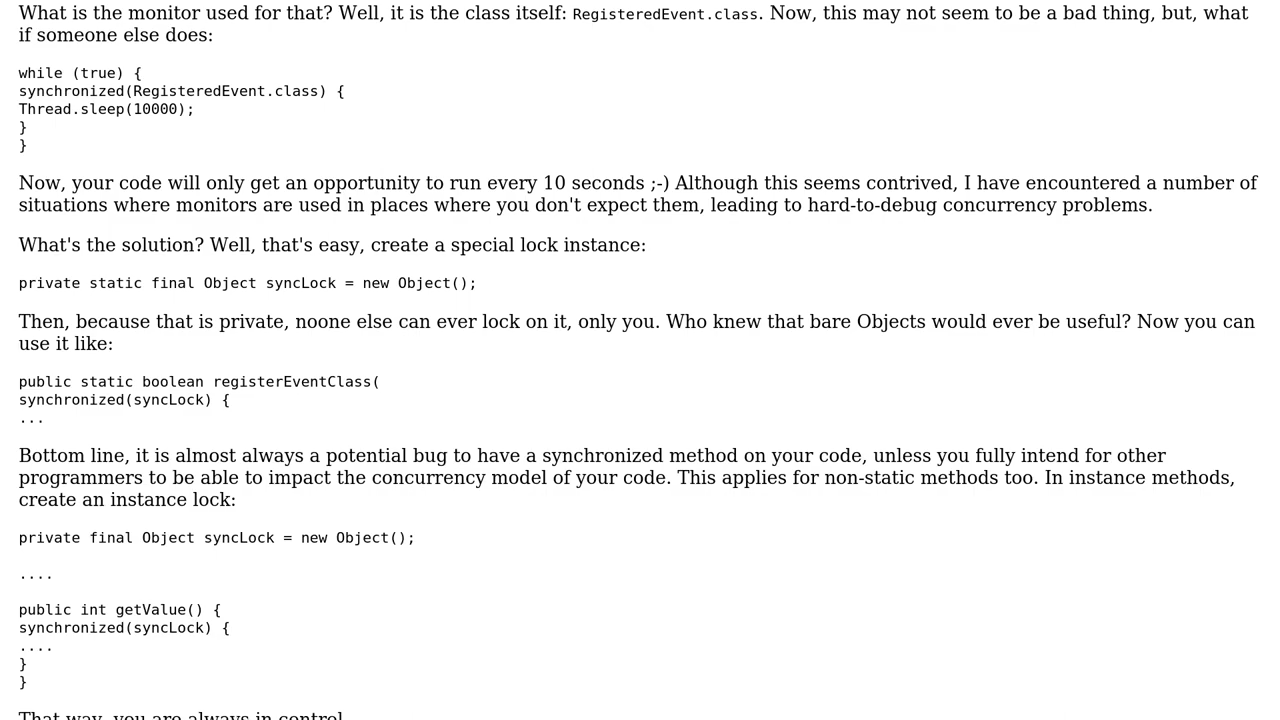 What is the monitor used for that? Well, it is the class itself: RegisteredEvent.class. Now, this may not seem to be a bad thing, but, what
if someone else does:
while (true) {
synchronized(RegisteredEvent.class) {
Thread.sleep(10000);
}
}
Now, your code will only get an opportunity to run every 10 seconds ;-) Although this seems contrived, I have encountered a number of
situations where monitors are used in places where you don't expect them, leading to hard-to-debug concurrency problems.
What's the solution? Well, that's easy, create a special lock instance:
private static final Object syncLock = new Object();
Then, because that is private, noone else can ever lock on it, only you. Who knew that bare Objects would ever be useful? Now you can
use it like:
public static boolean registerEventClass(
synchronized(syncLock) {
...
Bottom line, it is almost always a potential bug to have a synchronized method on your code, unless you fully intend for other
programmers to be able to impact the concurrency model of your code. This applies for non-static methods too. In instance methods,
create an instance lock:
private final Object syncLock = new Object();
....
public int getValue() {
synchronized(syncLock) {
....
}
}
That way, you are always in control